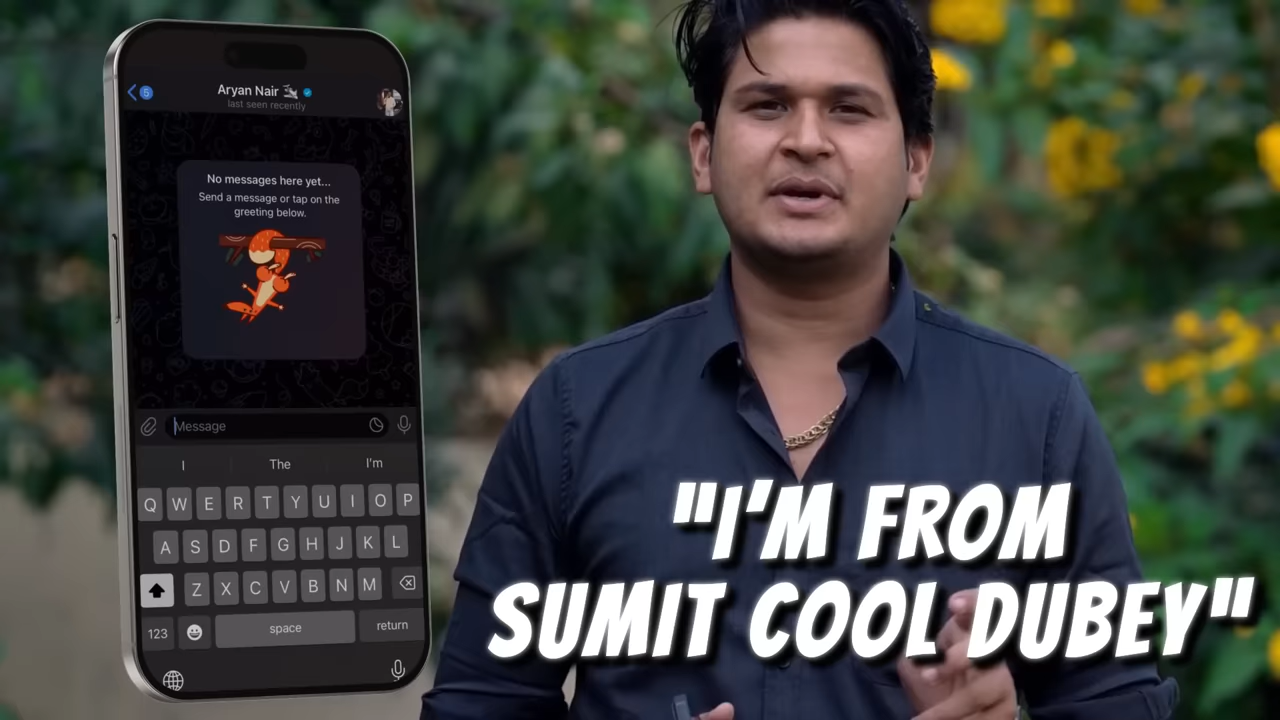 5
Aryan Nair
last seen recently
No messages here yet...
Send a message or tap on the
greeting below.
Message
I The I'm
Q W E R T Y U I O P
A S D F G H J K L
Z X C V B N M
123 space return
"I'M FROM
SUMIT COOL DUBEY"